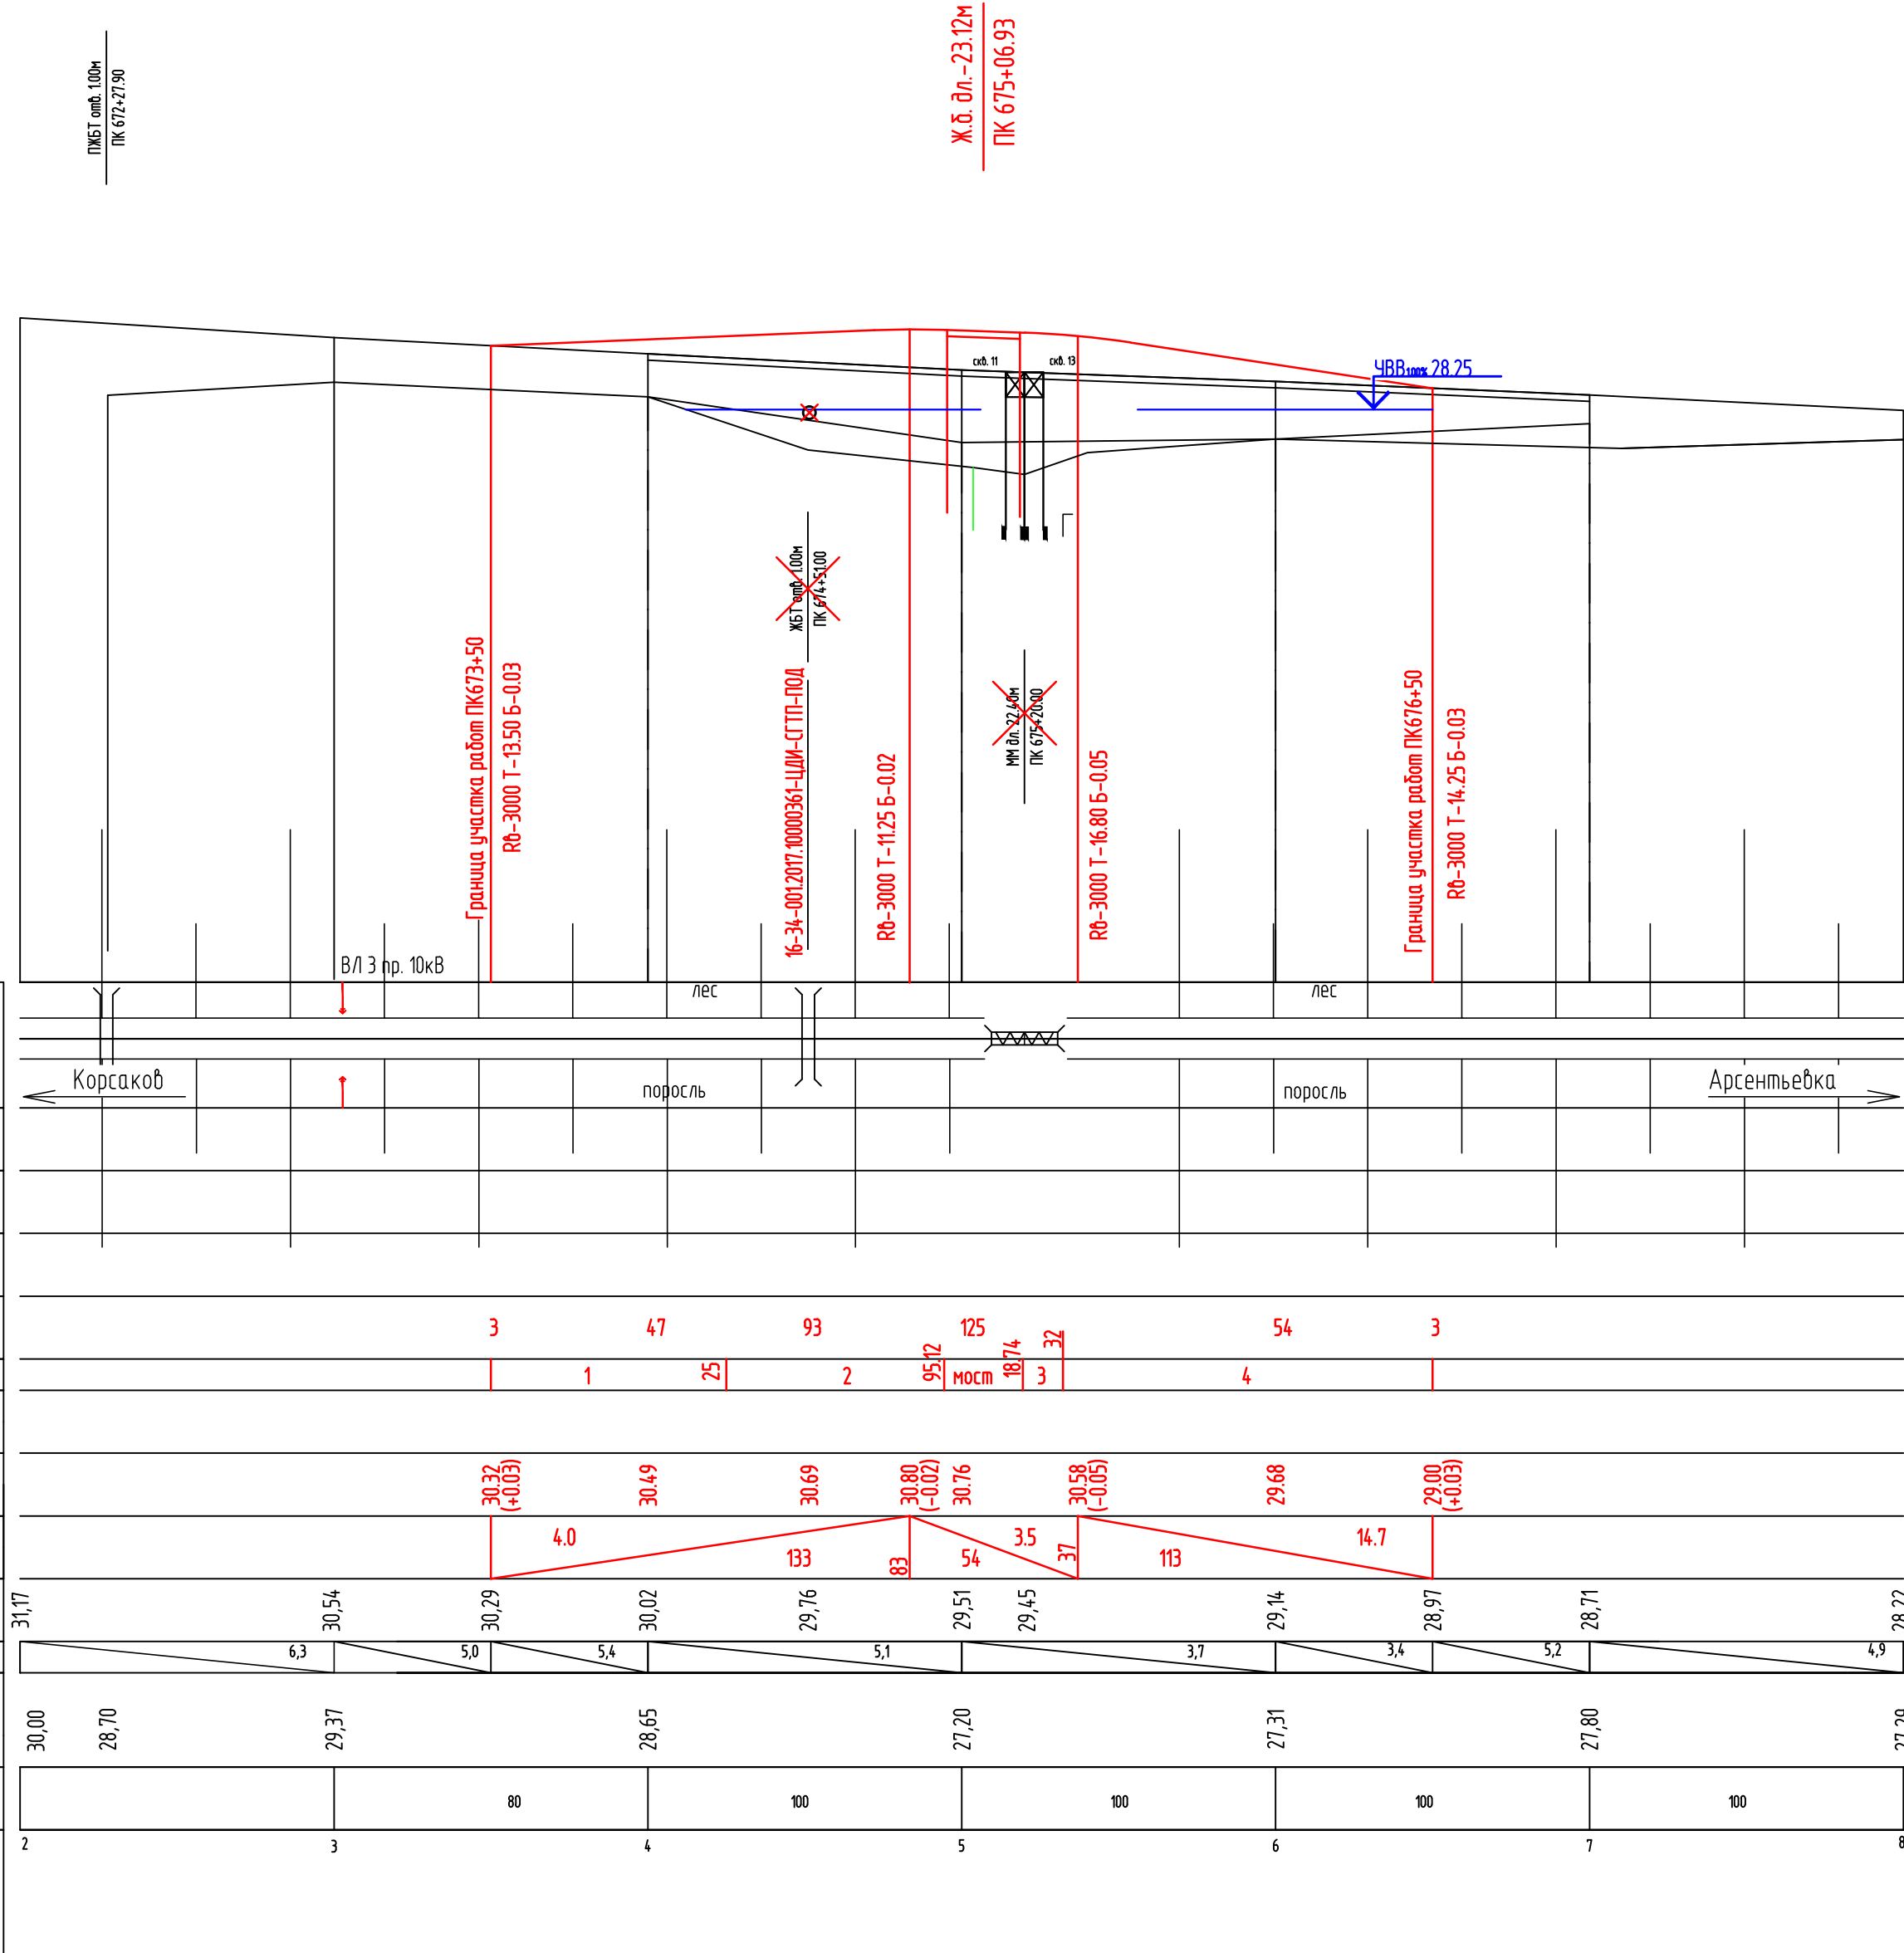 ПЖБТ отв. 1.00м
ПК 672+27.90
Ж.б. дл.-23.12м
ПК 675+06.93
скв. 11
скв. 13
УВВ100% 28.25
ЖБТ отв. 1.00м
ПК 674+51.00
Граница участка работ ПК673+50
Rв-3000 Т-13.50 Б-0.03
16-34-001.2017.10000361-ЦДИ-СГТП-ПОД
Rв-3000 Т-11.25 Б-0.02
ММ дл. 22.40м
ПК 675+20.00
Rв-3000 Т-16.80 Б-0.05
Граница участка работ ПК676+50
Rв-3000 Т-14.25 Б-0.03
ВЛ 3 пр. 10кВ
лес
лес
Корсаков
поросль
поросль
Арсентьевка
3 47 93 125 54 3
1 25 2 95.12 мост 18.74 3 32 4
30.32 30.49 30.69 30.80 30.76 30.58 29.68 29.00
(+0.03) (-0.02) (-0.05) (+0.03)
4.0 3.5 14.7
133 83 54 37 113
31,17 30,54 30,29 30,02 29,76 29,51 29,45 29,14 28,97 28,71 28,22
6,3 5,0 5,4 5,1 3,7 3,4 5,2 4,9
30,00 28,70 29,37 28,65 27,20 27,31 27,80
80 100 100 100 100
2 3 4 5 6 7 8